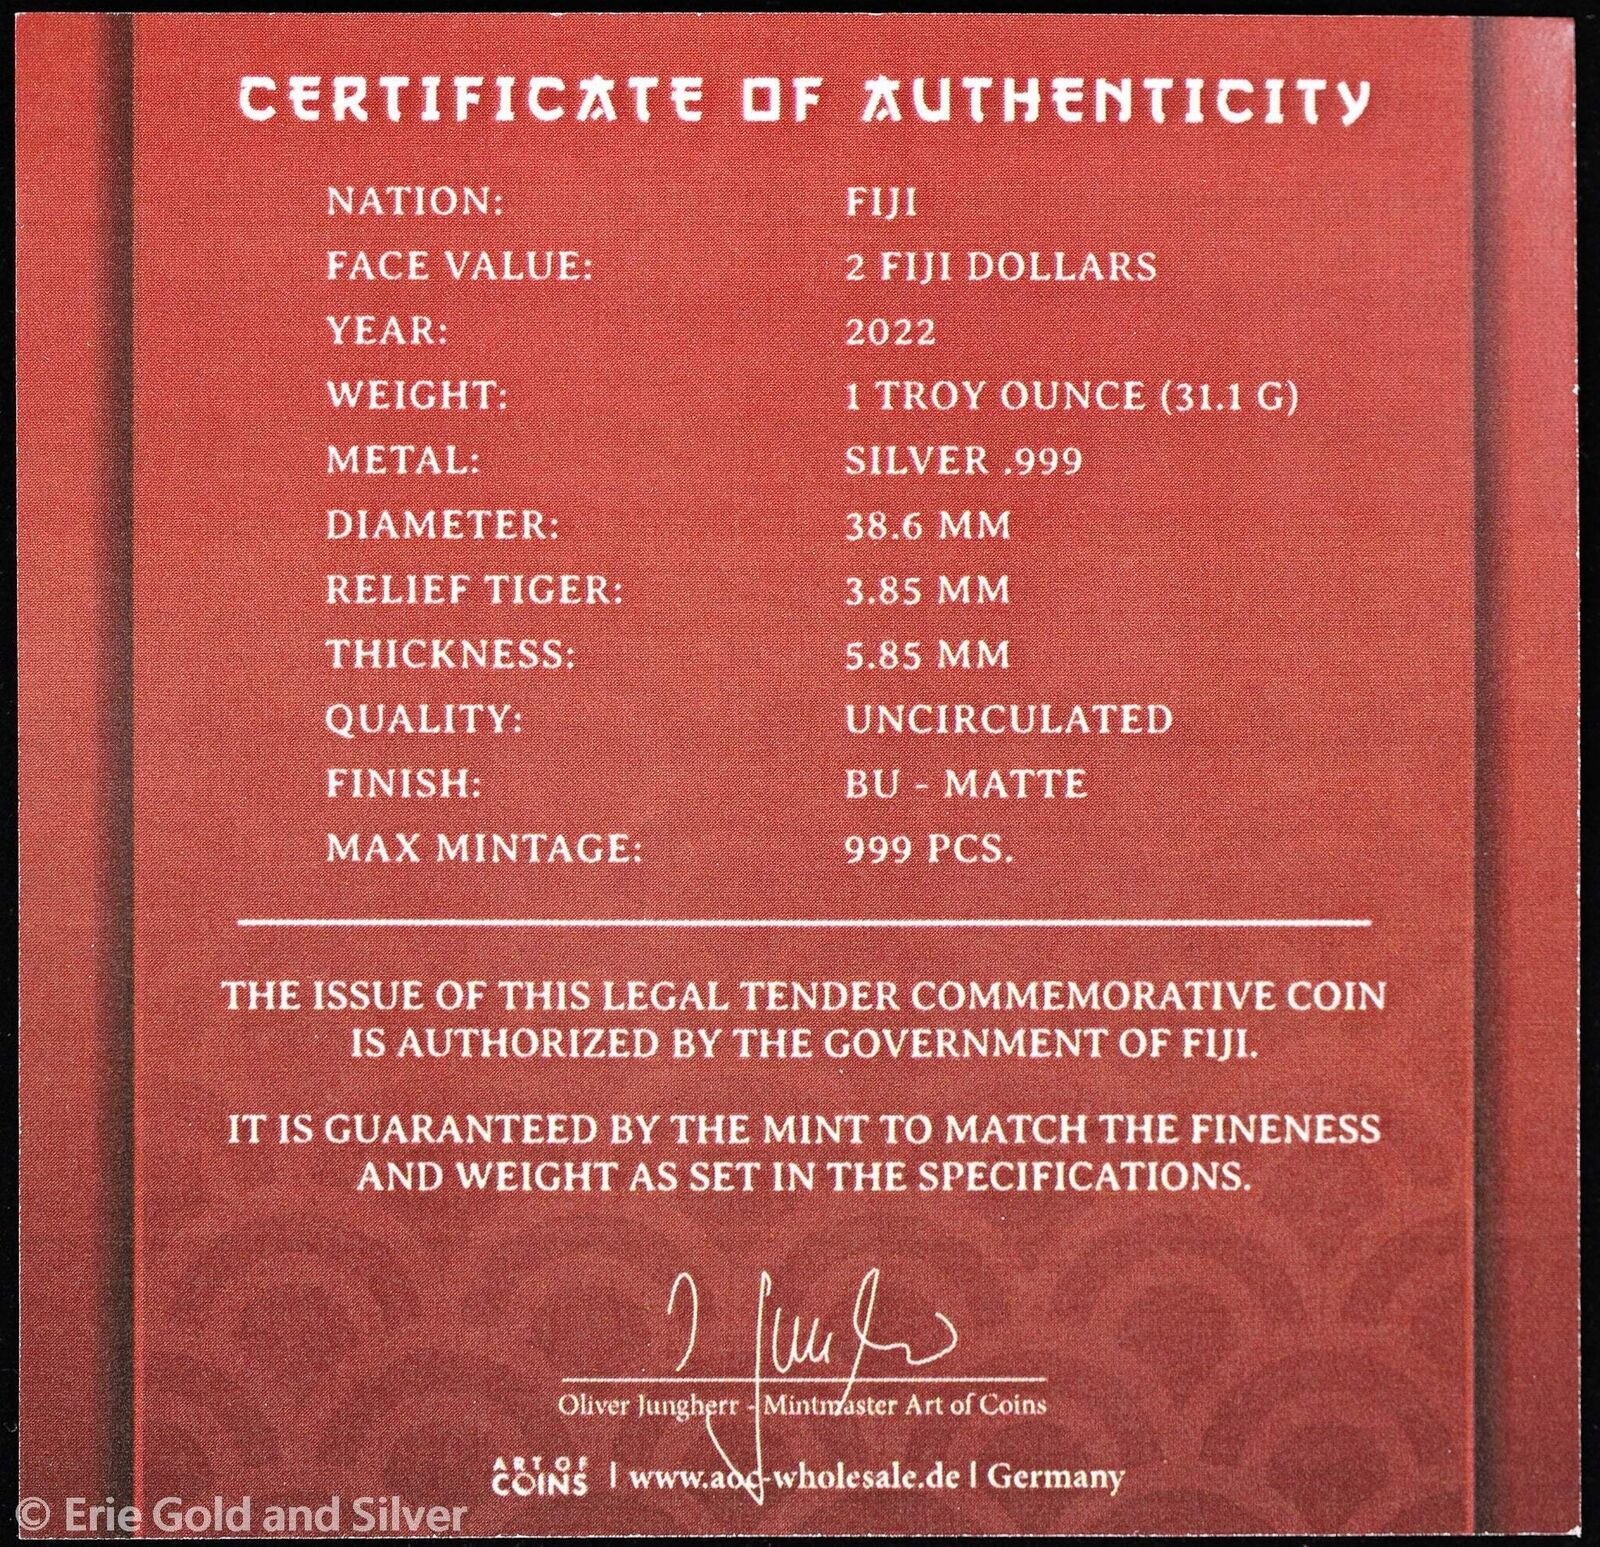 CERTIFICATE OF AUTHENTICITY
NATION: FIJI
FACE VALUE: 2 FIJI DOLLARS
YEAR: 2022
WEIGHT: 1 TROY OUNCE (31.1 G)
METAL: SILVER .999
DIAMETER: 38.6 MM
RELIEF TIGER: 3.85 MM
THICKNESS: 5.85 MM
QUALITY: UNCIRCULATED
FINISH: BU - MATTE
MAX MINTAGE: 999 PCS.
THE ISSUE OF THIS LEGAL TENDER COMMEMORATIVE COIN
IS AUTHORIZED BY THE GOVERNMENT OF FIJI.
IT IS GUARANTEED BY THE MINT TO MATCH THE FINENESS
AND WEIGHT AS SET IN THE SPECIFICATIONS.
Oliver Jungherr - Mintmaster Art of Coins
ART OF
COINS | www.aoc-wholesale.de | Germany
© Erie Gold and Silver